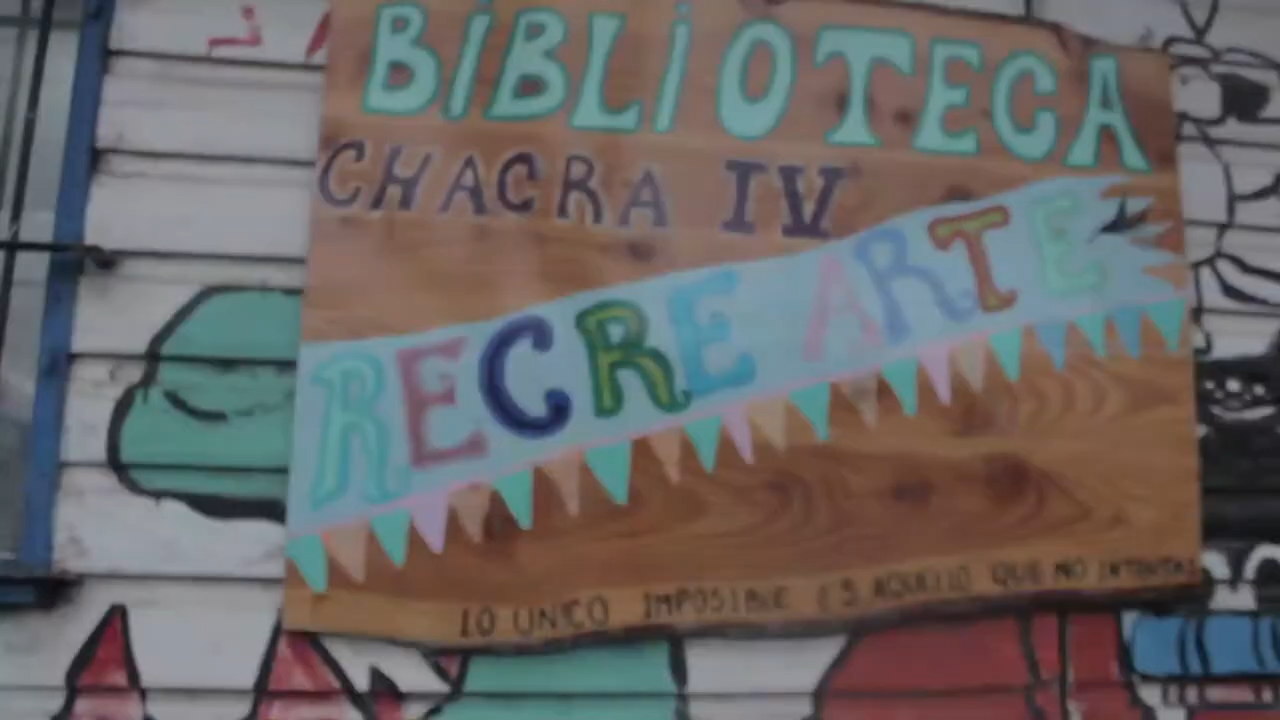 BIBLIOTECA
CHACRA IV
RECRE ARTE
LO UNICO IMPOSIBLE ES AQUELLO QUE NO INTENTAS